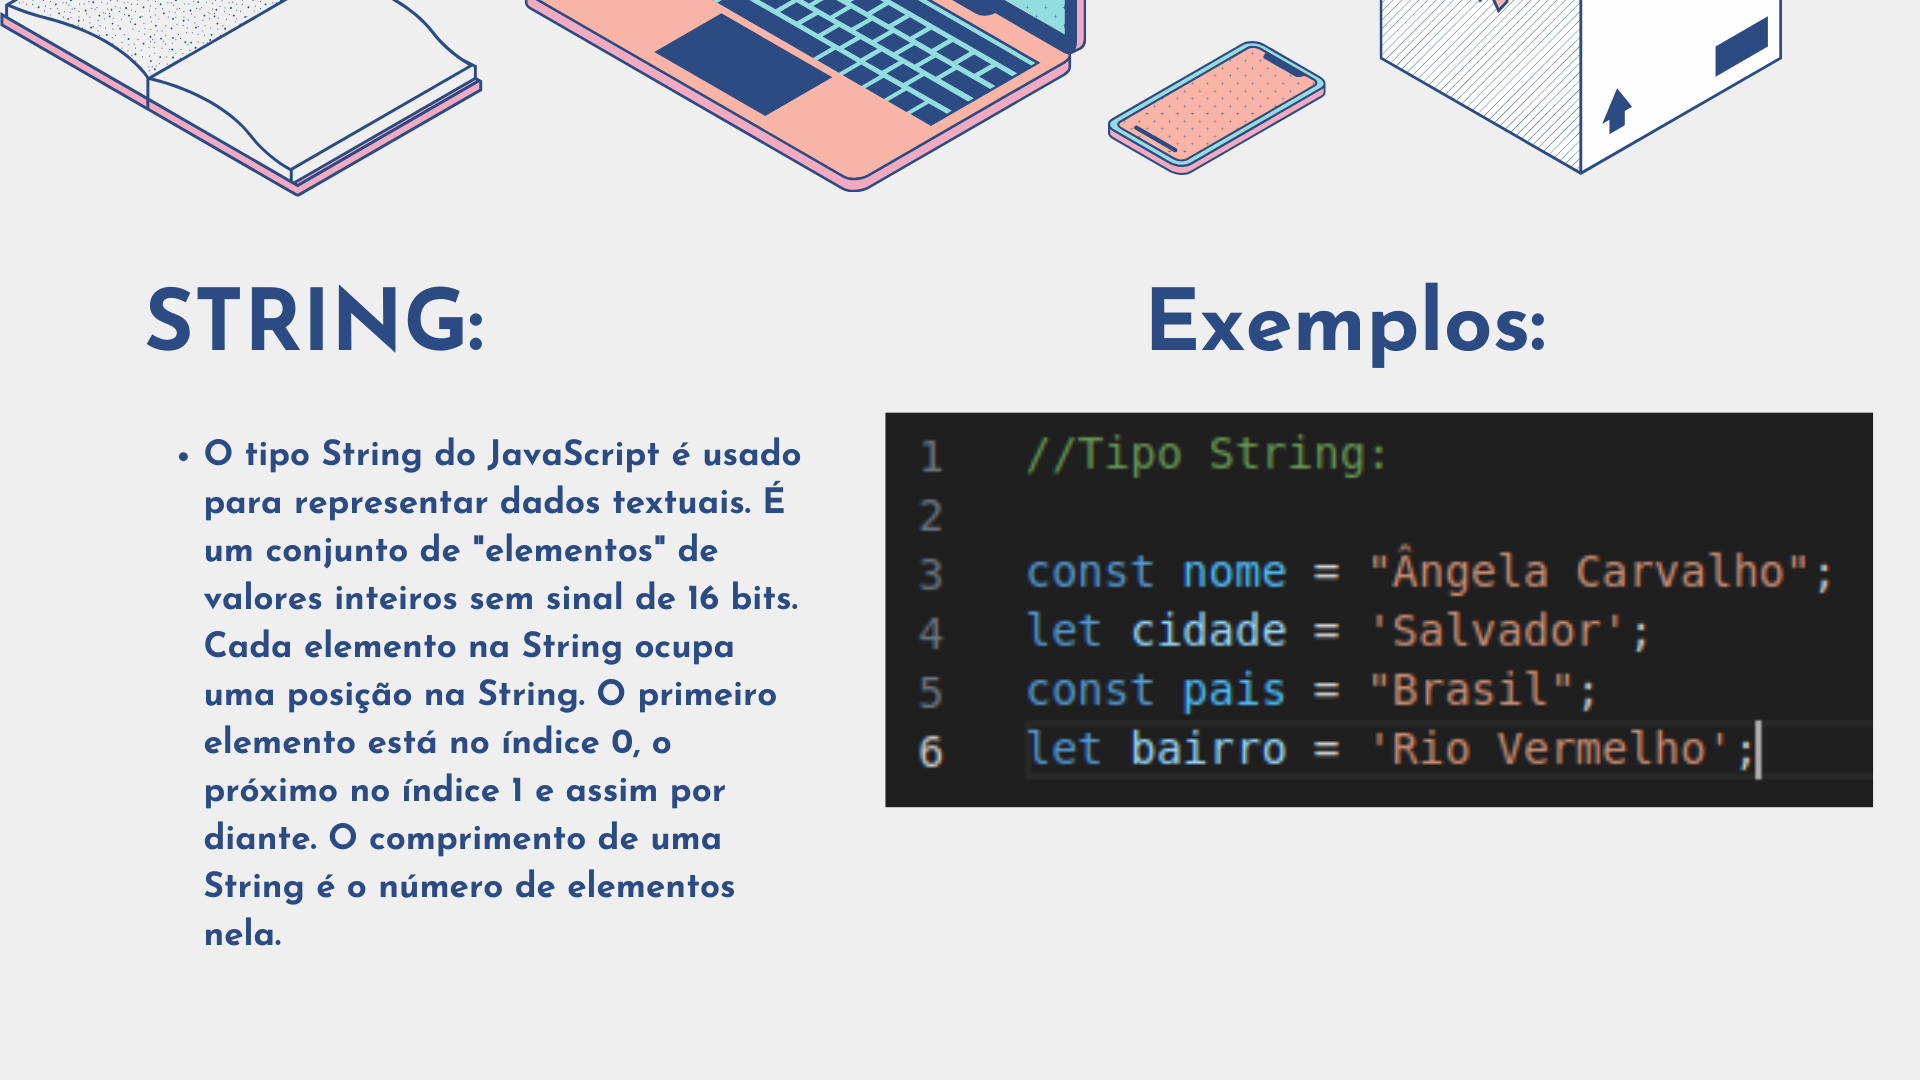 STRING:
• O tipo String do JavaScript é usado
para representar dados textuais. É
um conjunto de "elementos" de
valores inteiros sem sinal de 16 bits.
Cada elemento na String ocupa
uma posição na String. O primeiro
elemento está no índice 0, o
próximo no índice 1 e assim por
diante. O comprimento de uma
String é o número de elementos
nela.
Exemplos:
1 //Tipo String:
2
3 const nome = "Ângela Carvalho";
4 let cidade = 'Salvador';
5 const pais = "Brasil";
6 let bairro = 'Rio Vermelho';